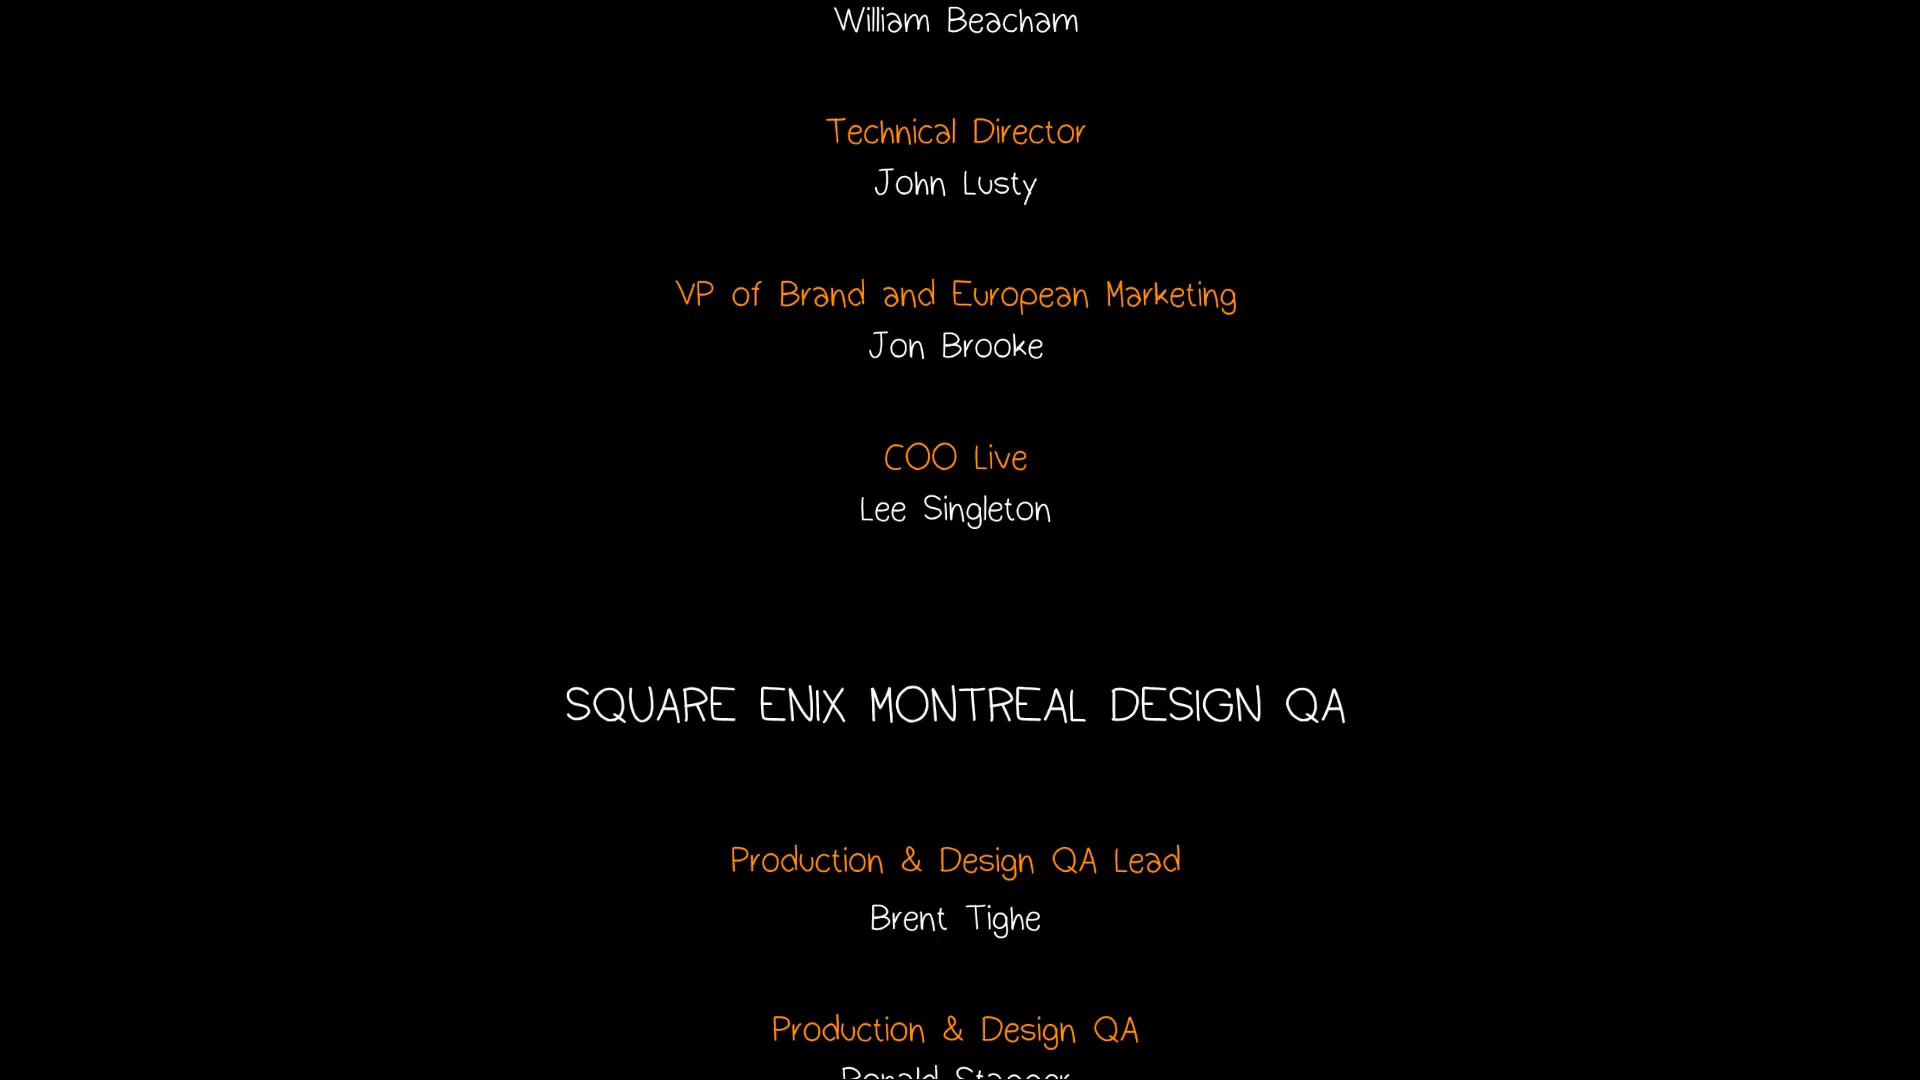 William Beacham
Technical Director
John Lusty
VP of Brand and European Marketing
Jon Brooke
COO Live
Lee Singleton
SQUARE ENIX MONTREAL DESIGN QA
Production & Design QA Lead
Brent Tighe
Production & Design QA
Ronald